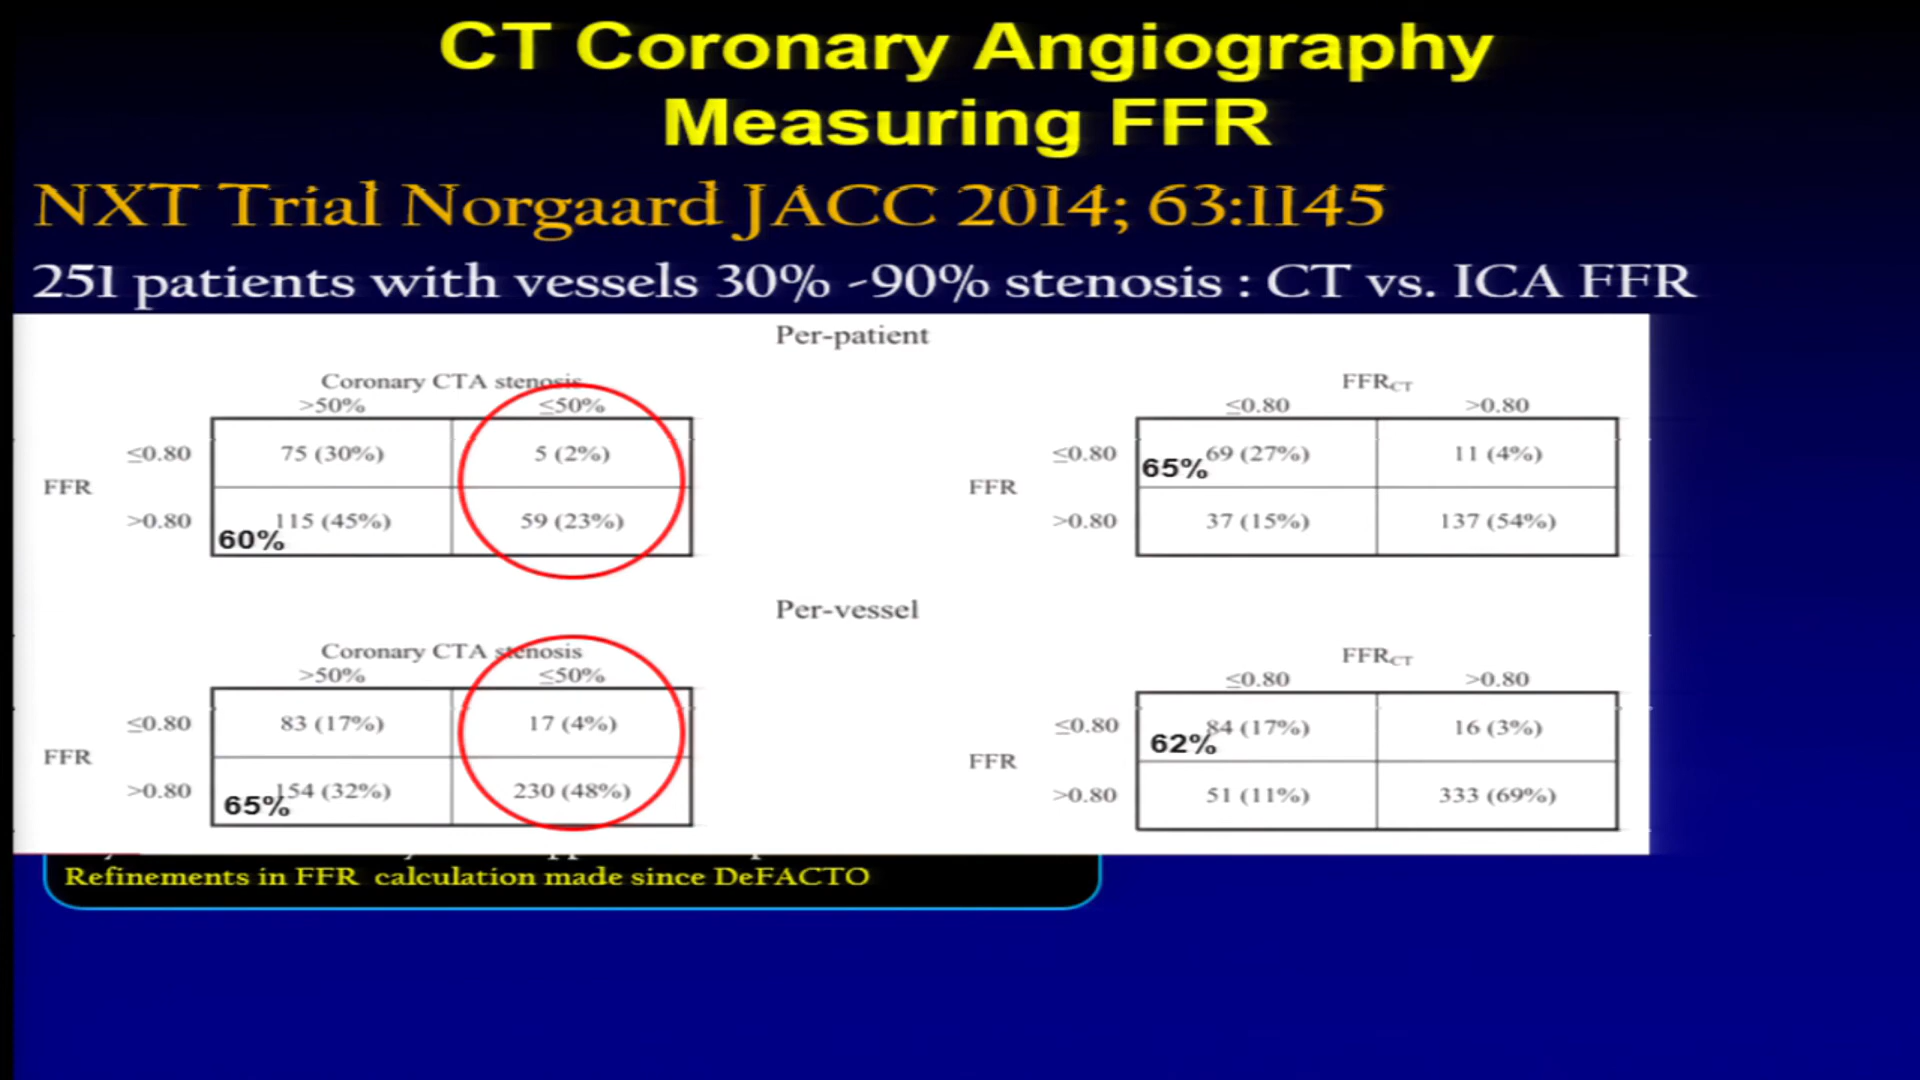 CT Coronary Angiography
Measuring FFR
NXT Trial Norgaard JACC 2014; 63:1145
251 patients with vessels 30% -90% stenosis : CT vs. ICA FFR
Per-patient
Coronary CTA stenosis
>50% ≤50%
FFR
≤0.80 75 (30%) 5 (2%)
>0.80 115 (45%) 59 (23%)
60%
FFRCT
≤0.80 >0.80
FFR
≤0.80 69 (27%) 11 (4%)
65%
>0.80 37 (15%) 137 (54%)
Per-vessel
Coronary CTA stenosis
>50% ≤50%
FFR
≤0.80 83 (17%) 17 (4%)
>0.80 154 (32%) 230 (48%)
65%
FFRCT
≤0.80 >0.80
FFR
≤0.80 84 (17%) 16 (3%)
62%
>0.80 51 (11%) 333 (69%)
Refinements in FFR calculation made since DeFACTO